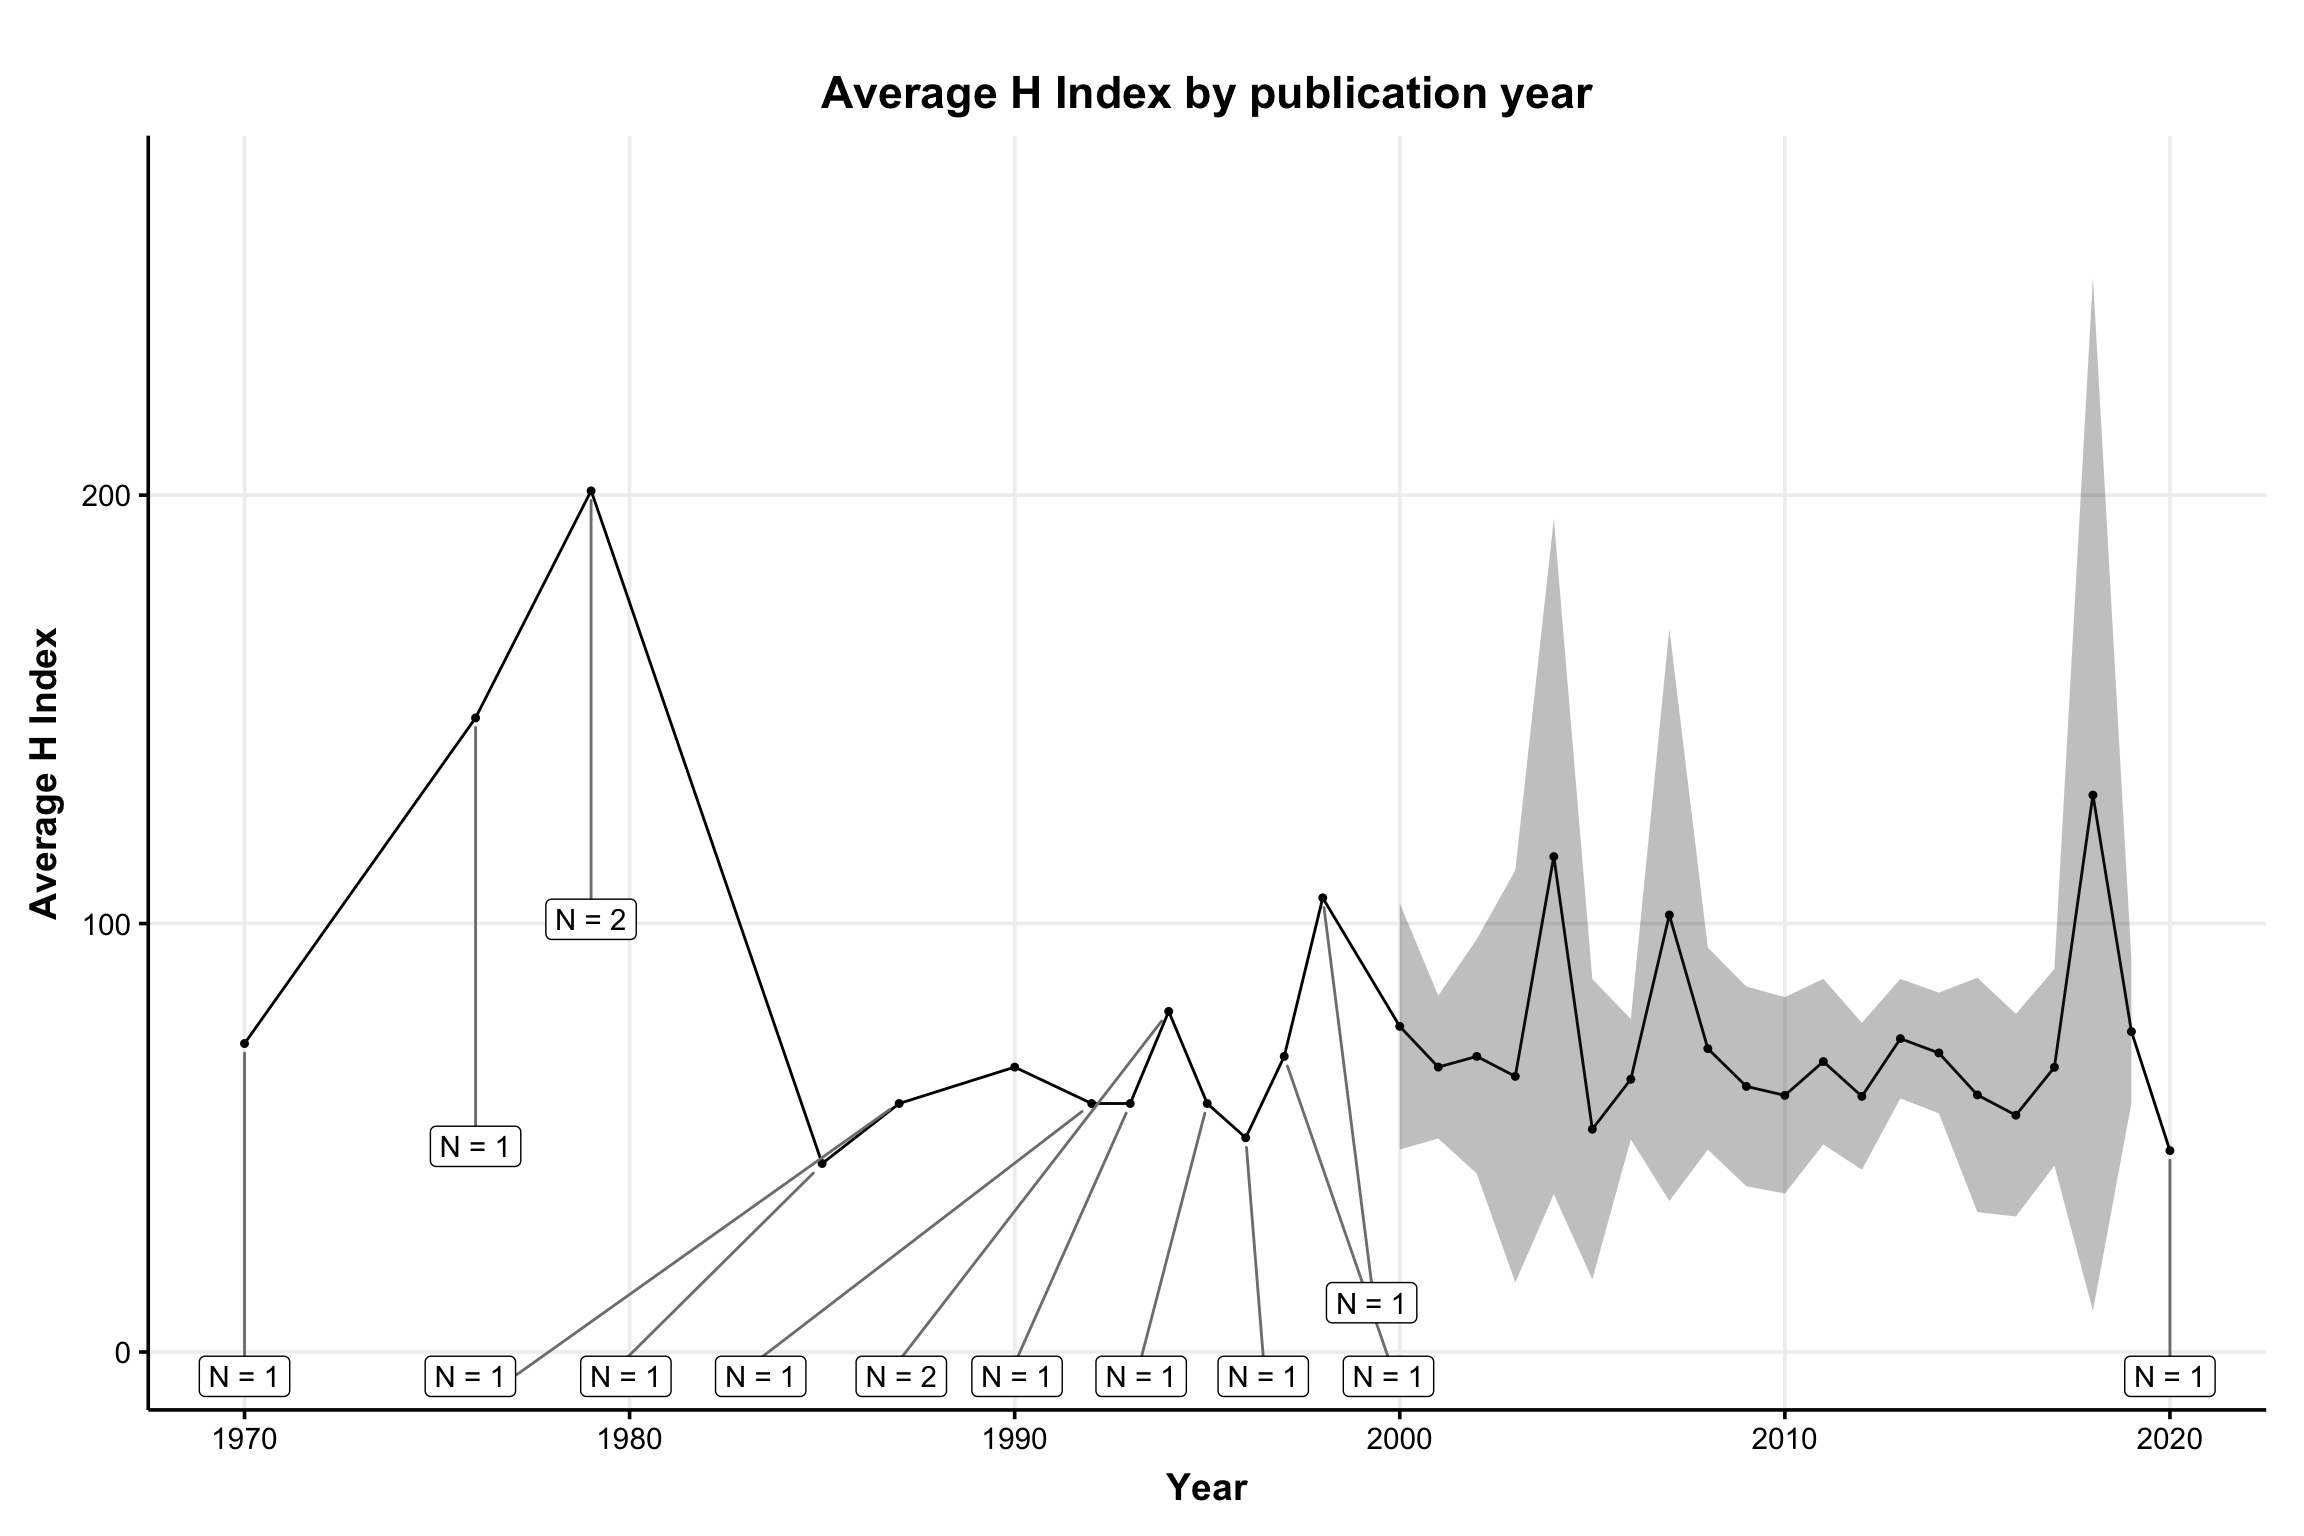 Average H Index by publication year
Average H Index
200
100
0
N = 2
N = 1
N = 1
N = 1
N = 1
N = 1
N = 1
N = 2
N = 1
N = 1
N = 1
N = 1
N = 1
1970
1980
1990
2000
2010
2020
Year